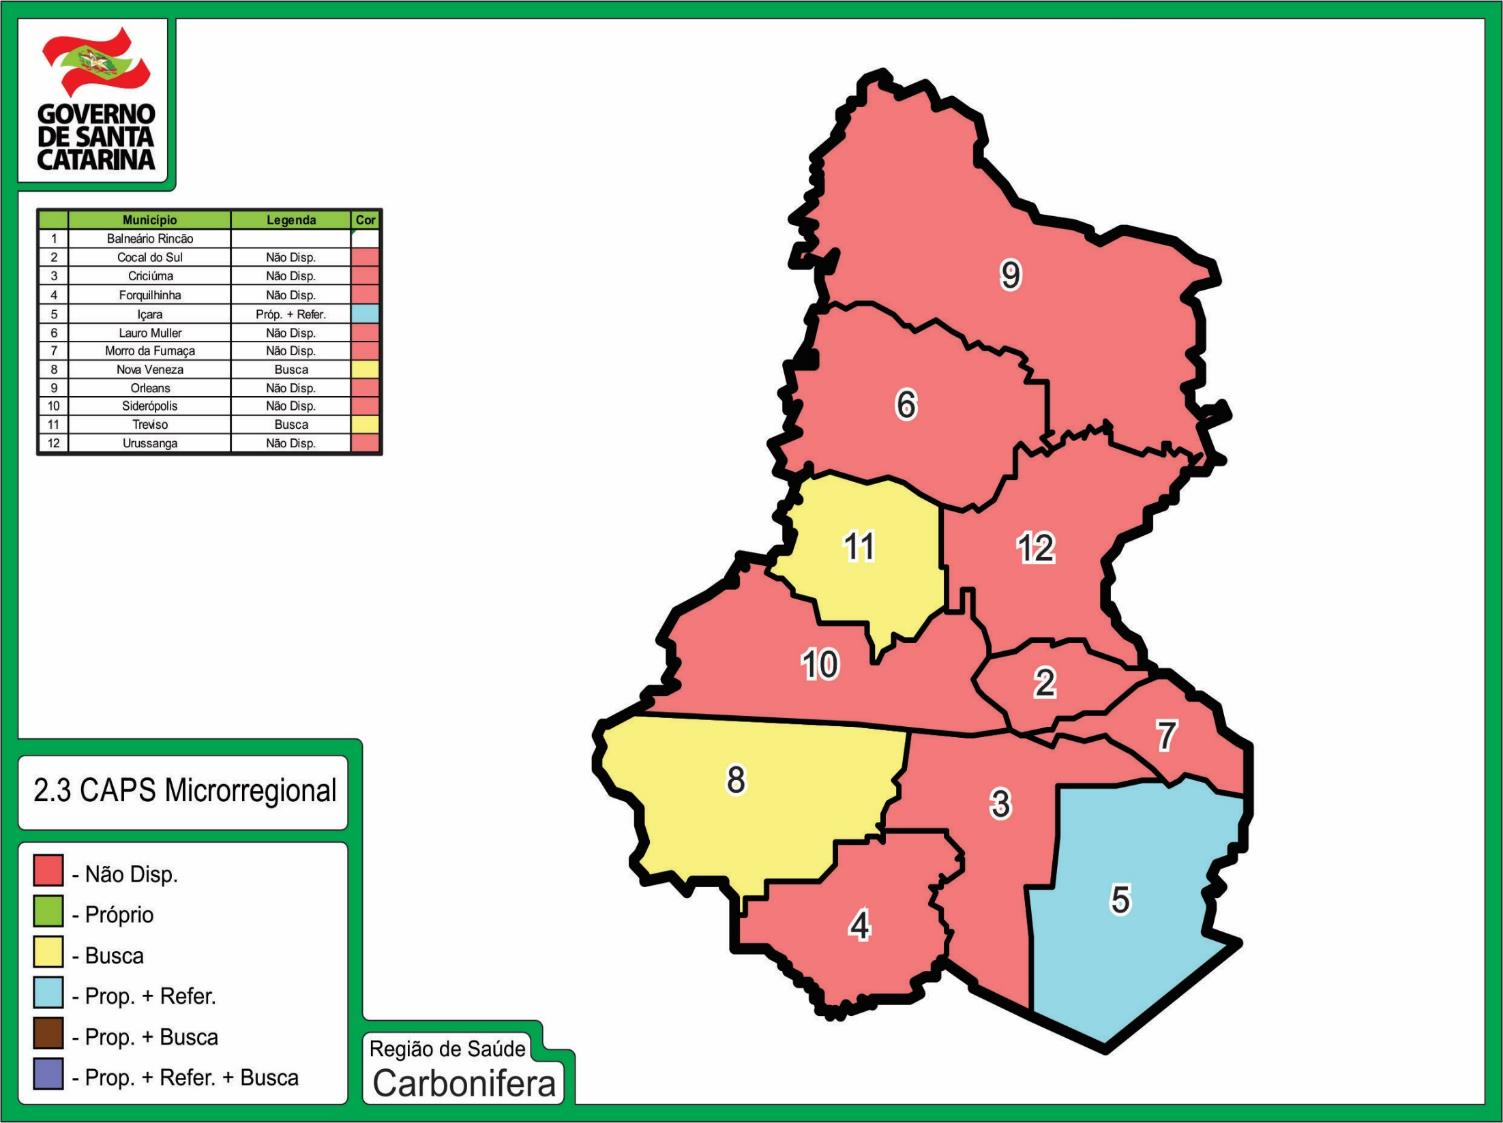 GOVERNO
DE SANTA
CATARINA
Município Legenda Cor
1 Balneário Rincão
2 Cocal do Sul Não Disp.
3 Criciúma Não Disp.
4 Forquilhinha Não Disp.
5 Içara Próp. + Refer.
6 Lauro Muller Não Disp.
7 Morro da Fumaça Não Disp.
8 Nova Veneza Busca
9 Orleans Não Disp.
10 Siderópolis Não Disp.
11 Treviso Busca
12 Urussanga Não Disp.
9
6
11
12
10
2
7
8
3
5
4
2.3 CAPS Microrregional
- Não Disp.
- Próprio
- Busca
- Prop. + Refer.
- Prop. + Busca
- Prop. + Refer. + Busca
Região de Saúde
Carbonifera